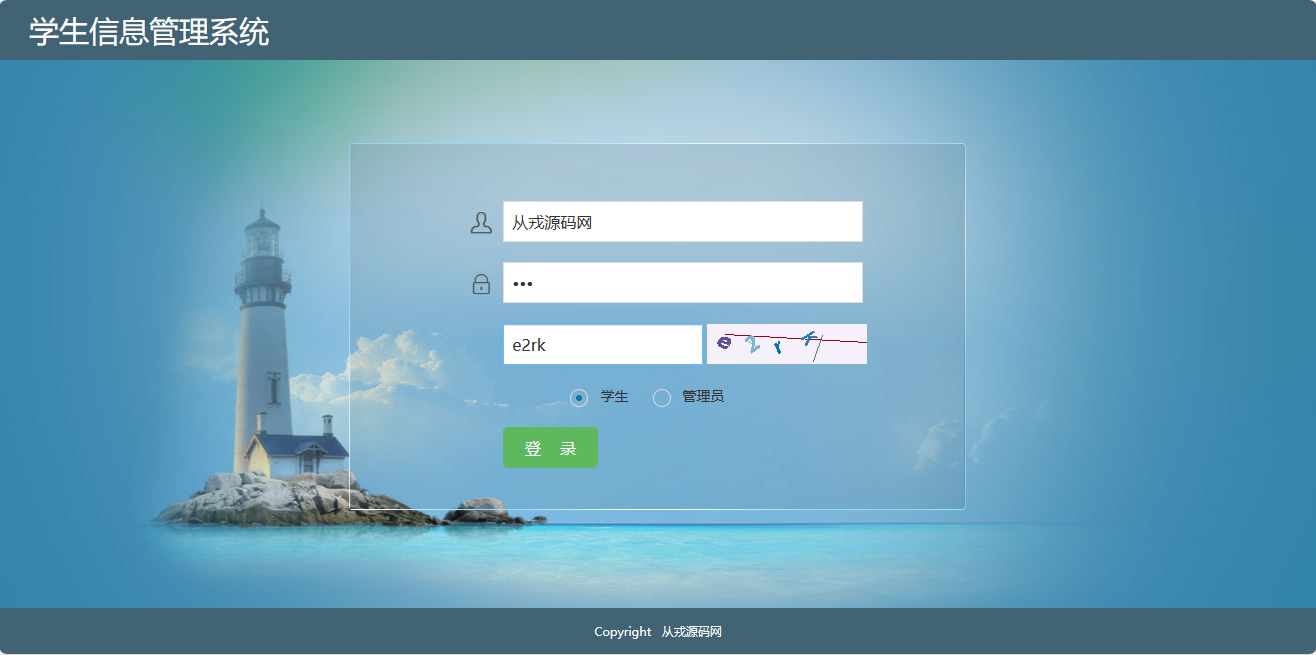 学生信息管理系统
从戎源码网
•••
e2rk e2rk
学生 管理员
登 录
Copyright 从戎源码网